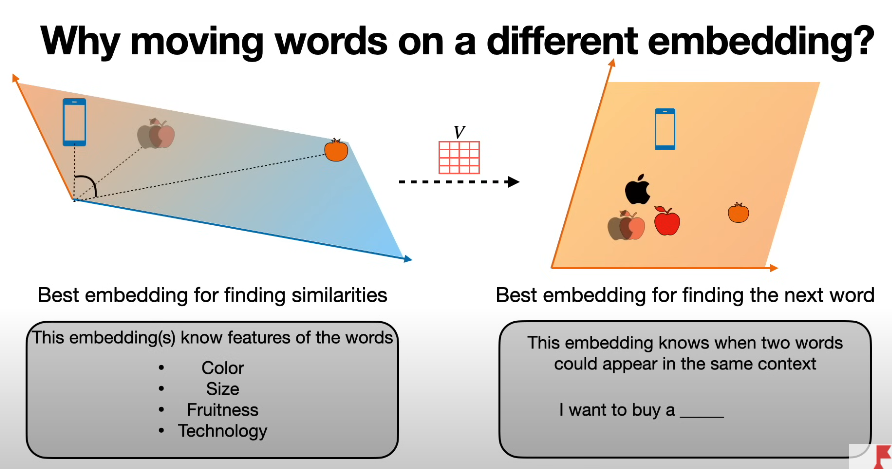 Why moving words on a different embedding?
V
Best embedding for finding similarities
Best embedding for finding the next word
This embedding(s) know features of the words
• Color
• Size
• Fruitness
• Technology
This embedding knows when two words
could appear in the same context
I want to buy a _____